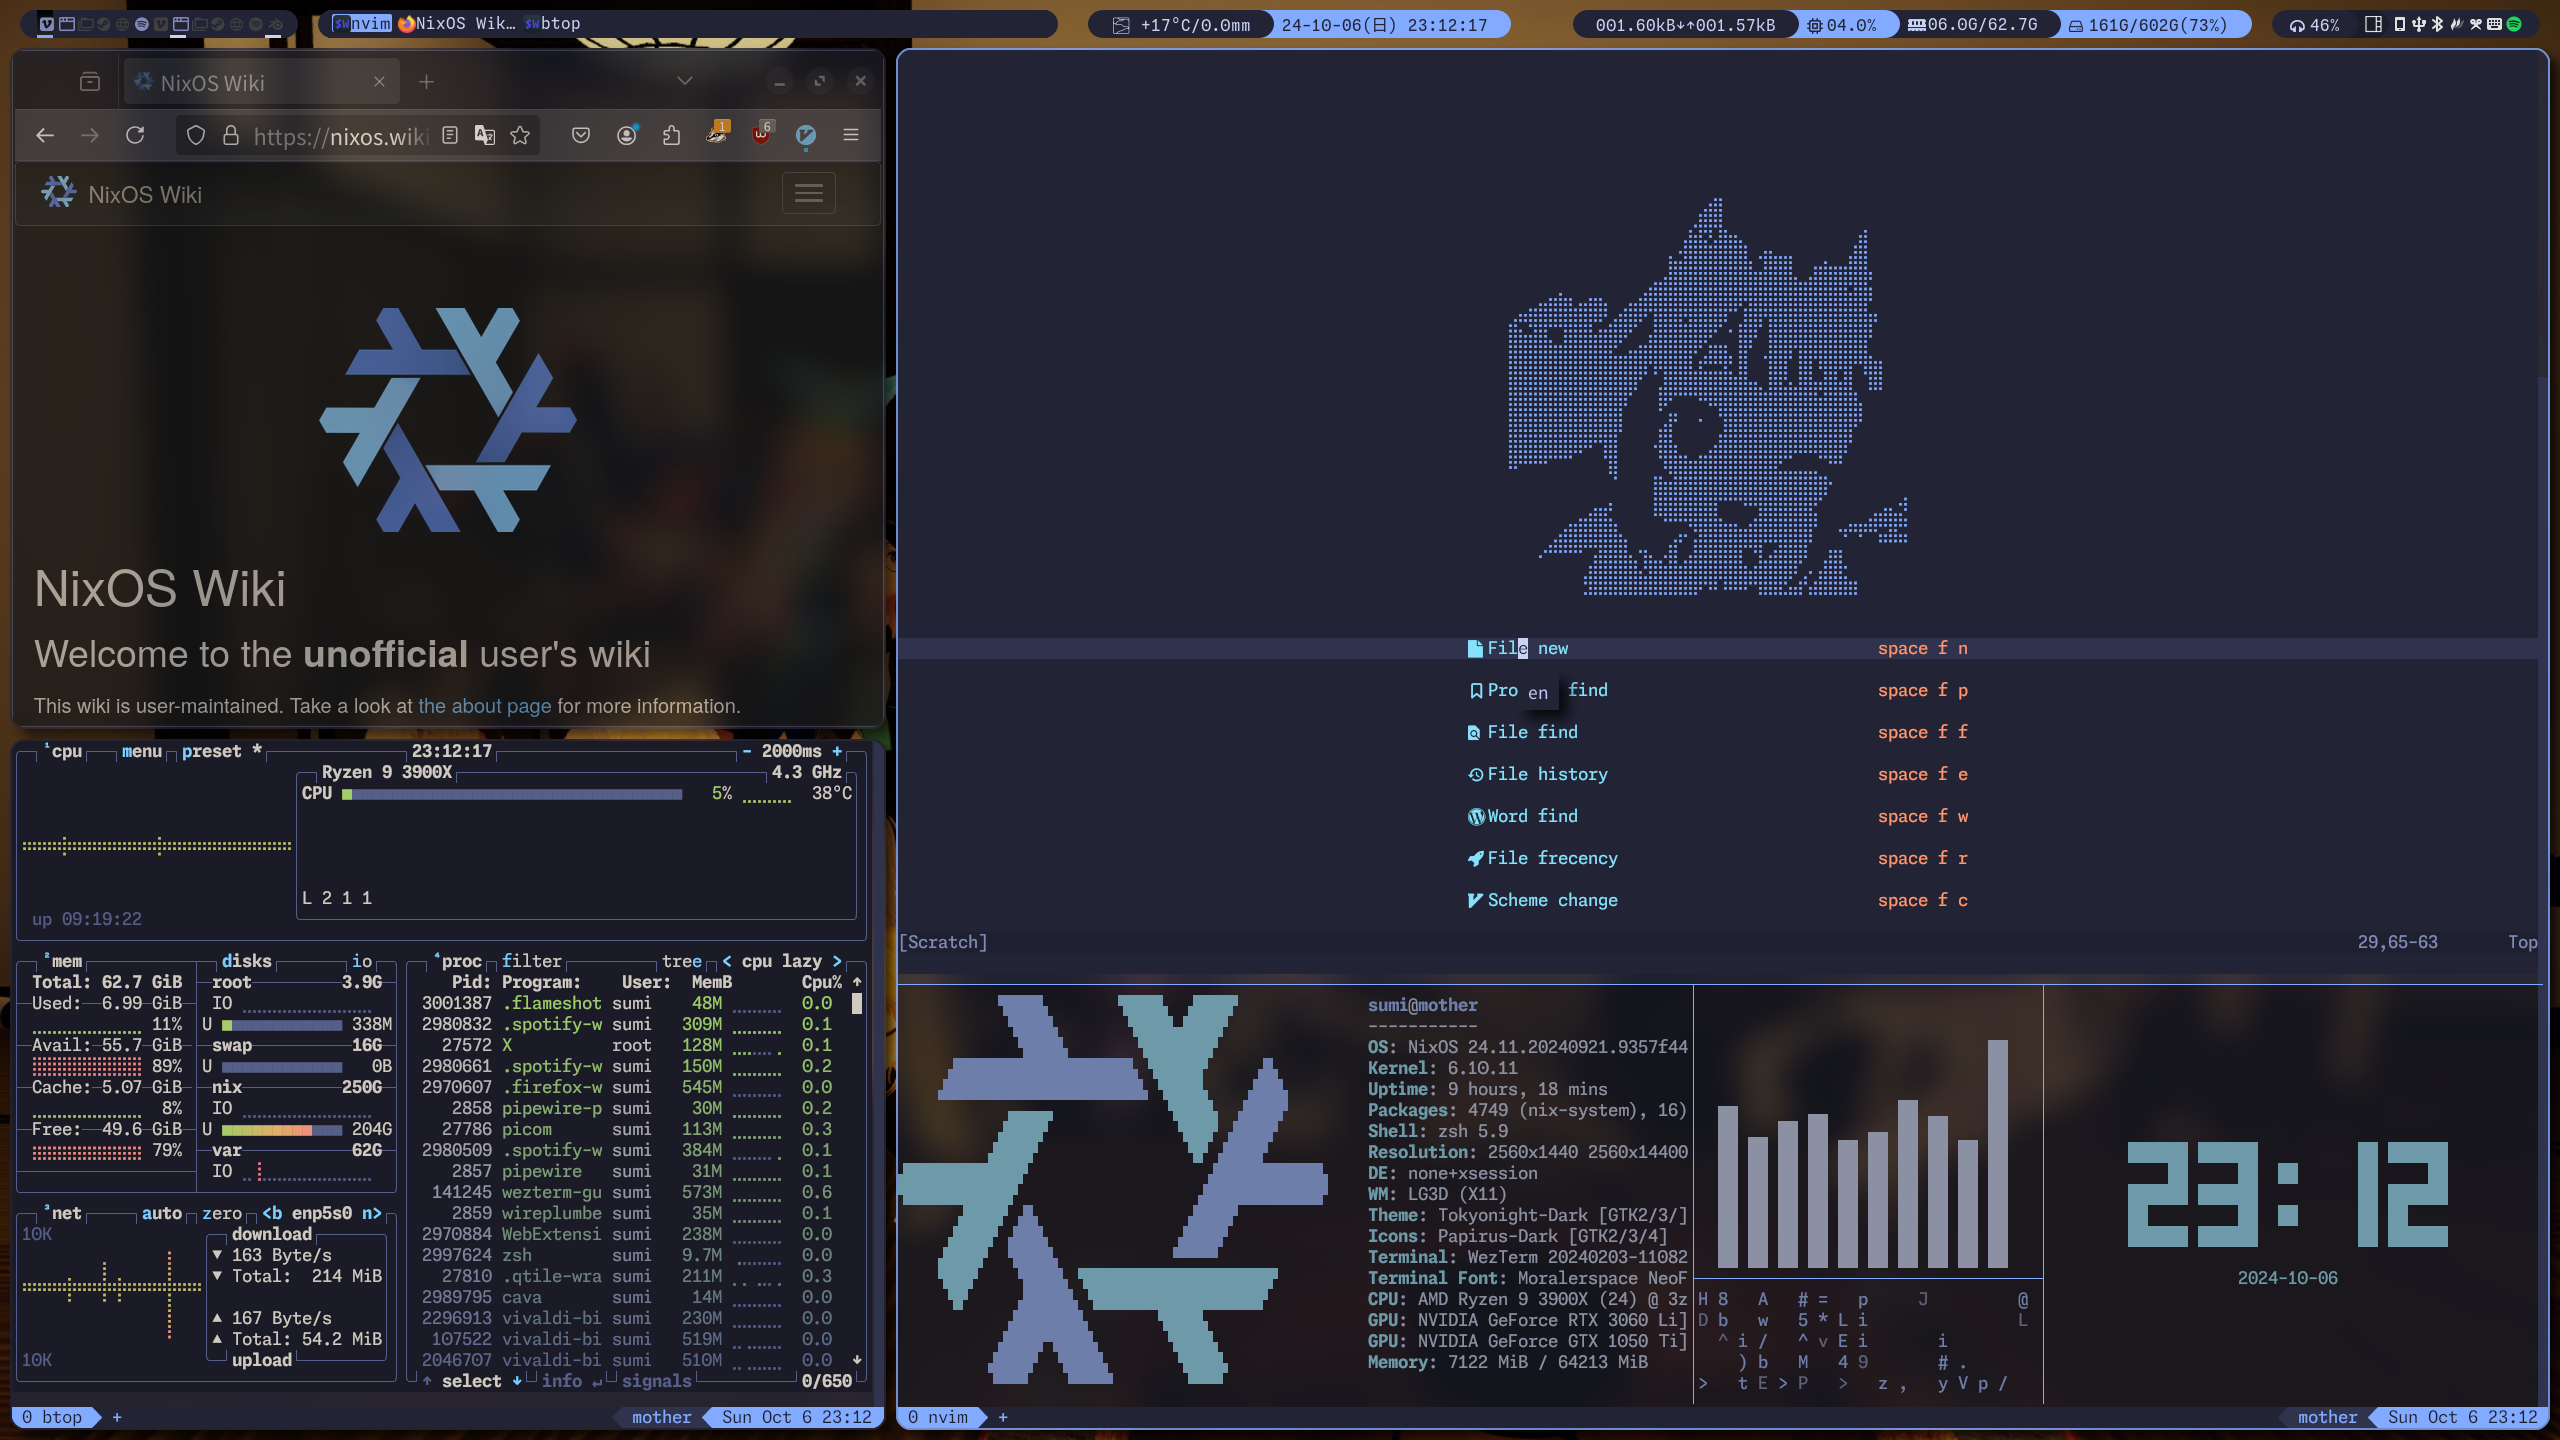 nvim NixOS Wik… btop
+17°C/0.0mm 24-10-06(日) 23:12:17
001.60kB↓↑001.57kB 04.0% 06.0G/62.7G 161G/602G(73%) 46%
NixOS Wiki
https://nixos.wiki
1 6
NixOS Wiki
NixOS Wiki
Welcome to the unofficial user's wiki
This wiki is user-maintained. Take a look at the about page for more information.
¹cpu menu preset * 23:12:17 - 2000ms +
Ryzen 9 3900X 4.3 GHz
CPU 5% 38°C
L 2 1 1
up 09:19:22
²mem disks io
Total: 62.7 GiB root 3.9G
Used: 6.99 GiB IO
11% U 338M
Avail: 55.7 GiB swap 16G
89% U 0B
Cache: 5.07 GiB nix 250G
8% IO
Free: 49.6 GiB U 204G
79% var 62G
IO
³net auto zero <b enp5s0 n>
10K download
▼ 163 Byte/s
▼ Total: 214 MiB
▲ 167 Byte/s
▲ Total: 54.2 MiB
10K upload
⁴proc filter tree < cpu lazy >
Pid: Program: User: MemB Cpu% ↑
3001387 .flameshot sumi 48M 0.0
2980832 .spotify-w sumi 309M 0.1
27572 X root 128M 0.1
2980661 .spotify-w sumi 150M 0.2
2970607 .firefox-w sumi 545M 0.0
2858 pipewire-p sumi 30M 0.2
27786 picom sumi 113M 0.3
2980509 .spotify-w sumi 384M 0.1
2857 pipewire sumi 31M 0.1
141245 wezterm-gu sumi 573M 0.6
2859 wireplumbe sumi 35M 0.1
2970884 WebExtensi sumi 238M 0.0
2997624 zsh sumi 9.7M 0.0
27810 .qtile-wra sumi 211M 0.3
2989795 cava sumi 14M 0.0
2296913 vivaldi-bi sumi 230M 0.0
107522 vivaldi-bi sumi 519M 0.0
2046707 vivaldi-bi sumi 510M 0.0 ↓
↑ select ↓ info ↵ signals 0/650
0 btop + mother Sun Oct 6 23:12
File new space f n
Pro find space f p
en
File find space f f
File history space f e
Word find space f w
File frecency space f r
Scheme change space f c
[Scratch] 29,65-63 Top
sumi@mother
-----------
OS: NixOS 24.11.20240921.9357f44
Kernel: 6.10.11
Uptime: 9 hours, 18 mins
Packages: 4749 (nix-system), 16)
Shell: zsh 5.9
Resolution: 2560x1440 2560x14400
DE: none+xsession
WM: LG3D (X11)
Theme: Tokyonight-Dark [GTK2/3/]
Icons: Papirus-Dark [GTK2/3/4]
Terminal: WezTerm 20240203-11082
Terminal Font: Moralerspace NeoF
CPU: AMD Ryzen 9 3900X (24) @ 3z
GPU: NVIDIA GeForce RTX 3060 Li]
GPU: NVIDIA GeForce GTX 1050 Ti]
Memory: 7122 MiB / 64213 MiB
H 8 A # = p J @
D b w 5 * L i L
^ i / ^ v E i i
) b M 4 9 # .
> t E > P > z , y V p /
23:12
2024-10-06
0 nvim + mother Sun Oct 6 23:12